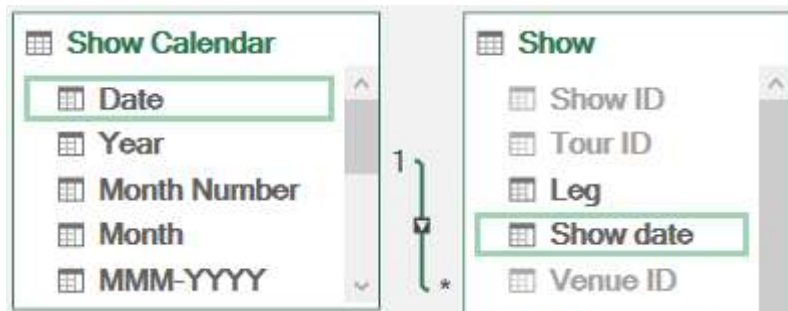 Show Calendar
Date
Year
Month Number
Month
MMM-YYYY
1
*
Show
Show ID
Tour ID
Leg
Show date
Venue ID